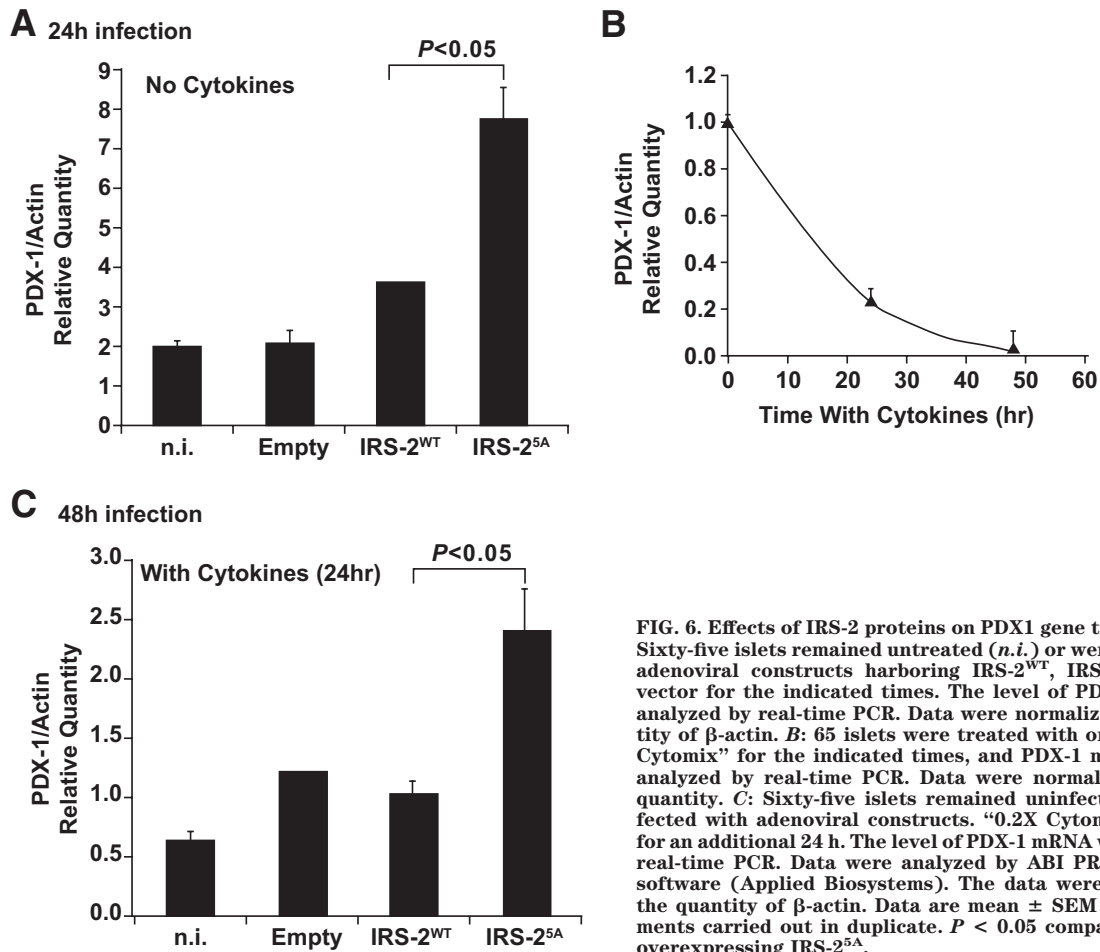 A 24h infection
No Cytokines
P<0.05
PDX-1/Actin
Relative Quantity
9
8
7
6
5
4
3
2
1
0
n.i. Empty IRS-2WT IRS-25A
B
PDX-1/Actin
Relative Quantity
1.2
1.0
0.8
0.6
0.4
0.2
0.0
0 10 20 30 40 50 60
Time With Cytokines (hr)
C 48h infection
With Cytokines (24hr)
P<0.05
PDX-1/Actin
Relative Quantity
3.0
2.5
2.0
1.5
1.0
0.5
0.0
n.i. Empty IRS-2WT IRS-25A
FIG. 6. Effects of IRS-2 proteins on PDX1 gene t
Sixty-five islets remained untreated (n.i.) or wer
adenoviral constructs harboring IRS-2WT, IRS
vector for the indicated times. The level of PD
analyzed by real-time PCR. Data were normaliz
tity of β-actin. B: 65 islets were treated with or
Cytomix” for the indicated times, and PDX-1 m
analyzed by real-time PCR. Data were normal
quantity. C: Sixty-five islets remained uninfect
fected with adenoviral constructs. “0.2X Cyton
for an additional 24 h. The level of PDX-1 mRNA v
real-time PCR. Data were analyzed by ABI PR
software (Applied Biosystems). The data were
the quantity of β-actin. Data are mean ± SEM
ments carried out in duplicate. P < 0.05 compa
overexpressing IRS-25A.